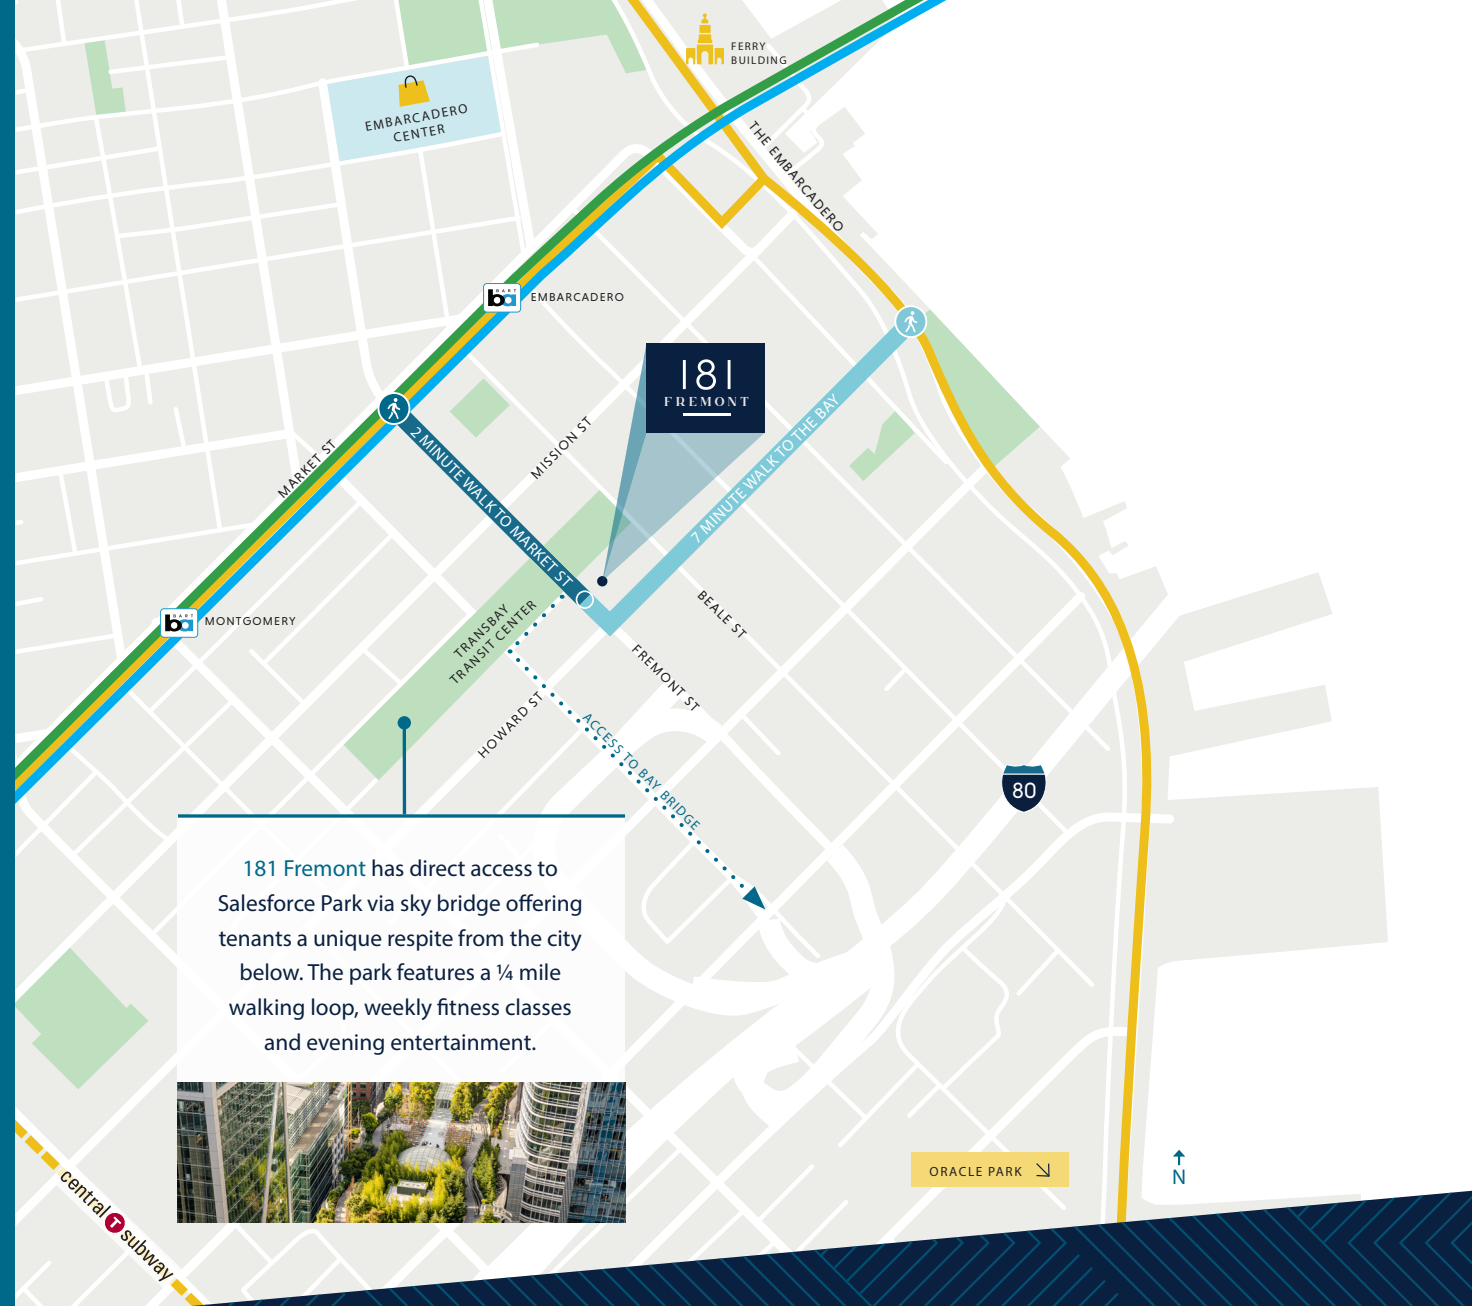 FERRY
BUILDING
EMBARCADERO
CENTER
THE EMBARCADERO
BART
ba
EMBARCADERO
181
FREMONT
MARKET ST
MISSION ST
2 MINUTE WALK TO MARKET ST
7 MINUTE WALK TO THE BAY
BART
ba
MONTGOMERY
TRANSBAY
TRANSIT CENTER
BEALE ST
FREMONT ST
HOWARD ST
ACCESS TO BAY BRIDGE
80
181 Fremont has direct access to
Salesforce Park via sky bridge offering
tenants a unique respite from the city
below. The park features a ¼ mile
walking loop, weekly fitness classes
and evening entertainment.
ORACLE PARK
N
central T subway